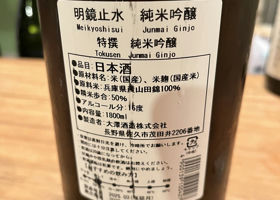 明鏡止水 純米吟醸
Meikyoshisui Junmai Ginjo
特撰 純米吟醸
Tokusen Junmai Ginjo
●品目：日本酒
●原材料名：米(国産)、米麹(国産米)
●原料米：兵庫県産山田錦100%
●精米歩合：50%
●アルコール分：16度
●内容量：1800ml
●製造者：大澤酒造株式会社
長野県佐久市茂田井2206番地